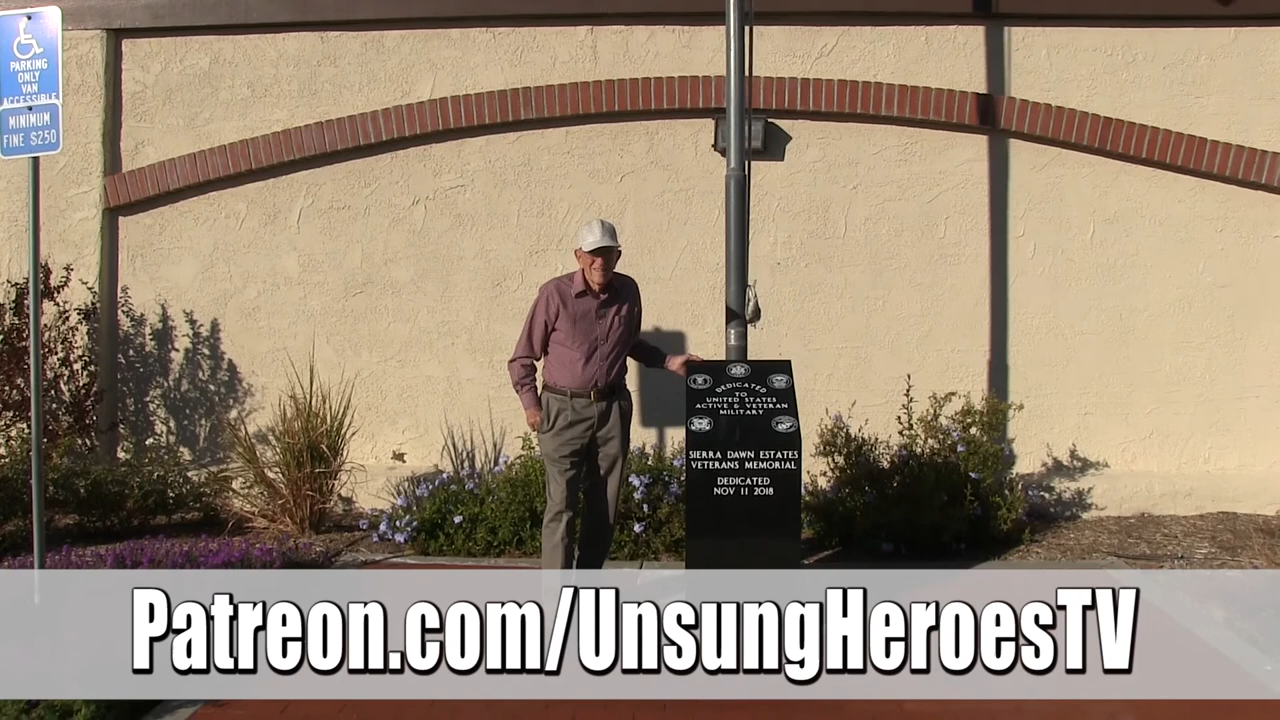 PARKING
ONLY
VAN
ACCESSIBLE
MINIMUM
FINE $250
DEDICATED
TO
UNITED STATES
ACTIVE & VETERAN
MILITARY
SIERRA DAWN ESTATES
VETERANS MEMORIAL
DEDICATED
NOV 11 2018
Patreon.com/UnsungHeroesTV